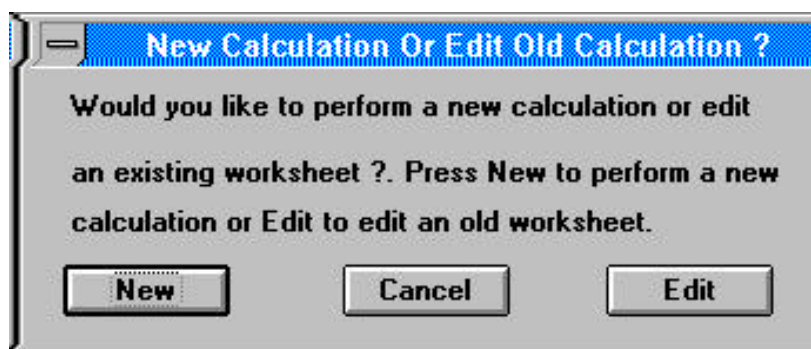 New Calculation Or Edit Old Calculation ?
Would you like to perform a new calculation or edit
an existing worksheet ?. Press New to perform a new
calculation or Edit to edit an old worksheet.
New Cancel Edit